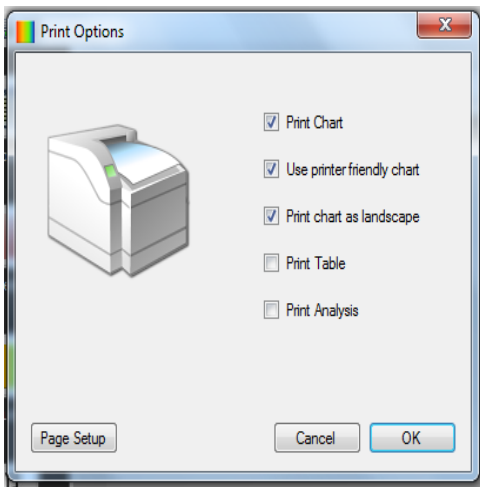 Print Options
Print Chart
Use printer friendly chart
Print chart as landscape
Print Table
Print Analysis
Page Setup
Cancel
OK